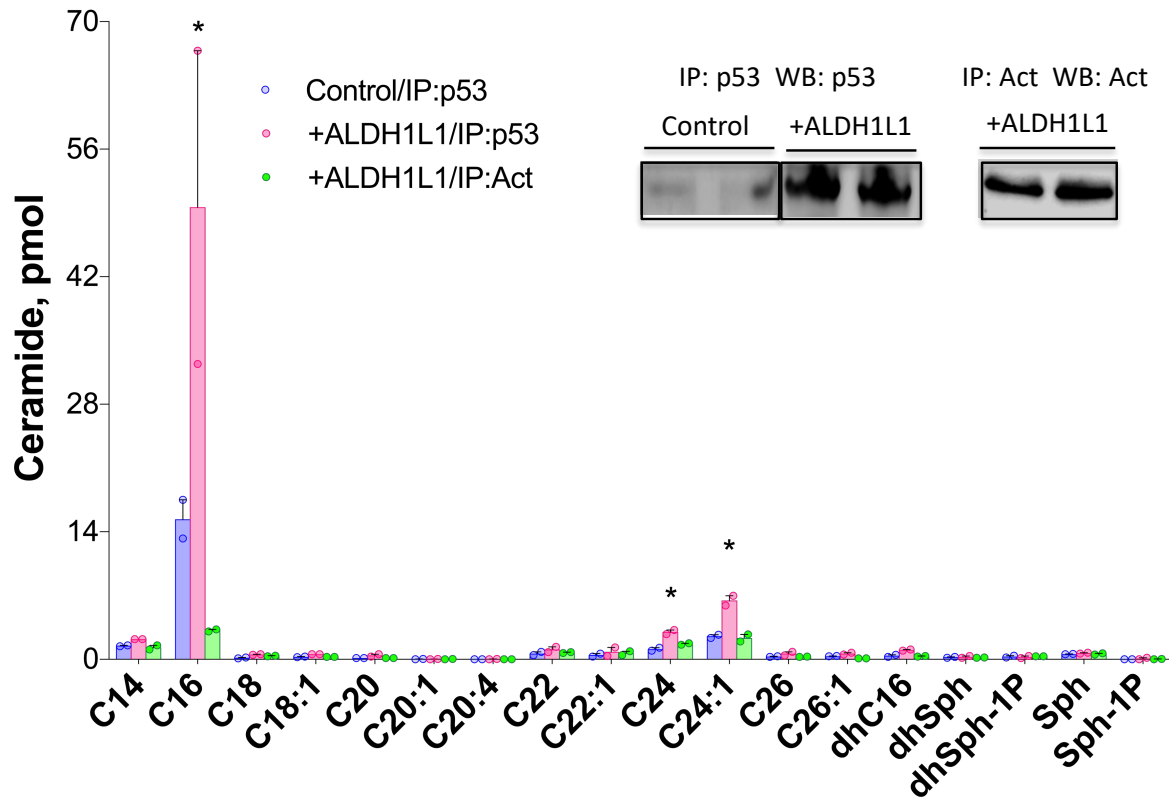 70
56
42
28
14
0
Ceramide, pmol
*
*
*
Control/IP:p53
+ALDH1L1/IP:p53
+ALDH1L1/IP:Act
IP: p53 WB: p53
Control
+ALDH1L1
IP: Act WB: Act
+ALDH1L1
C14
C16
C18
C18:1
C20
C20:1
C20:4
C22
C22:1
C24
C24:1
C26
C26:1
dhC16
dhSph
dhSph-1P
Sph
Sph-1P